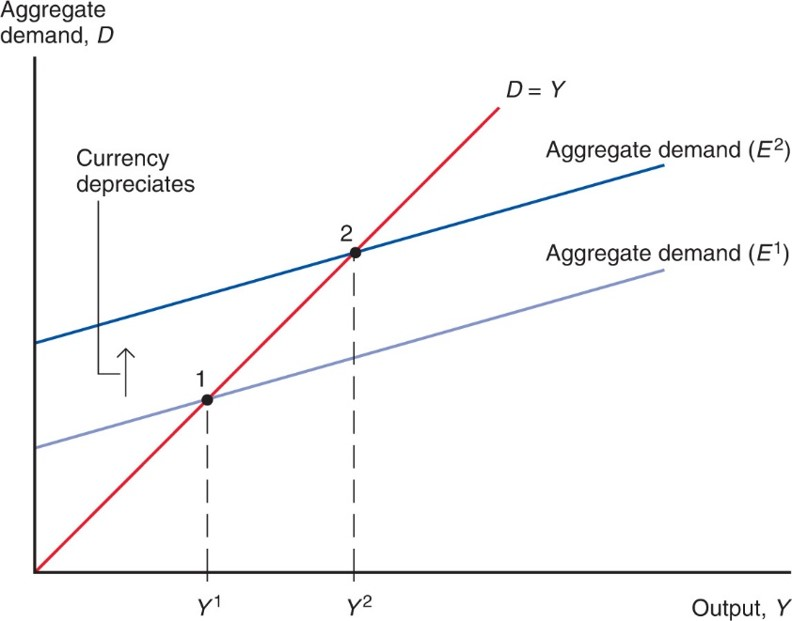 Aggregate
demand, D
D = Y
Aggregate demand (E²)
Currency
depreciates
2
Aggregate demand (E¹)
1
Y¹
Y²
Output, Y